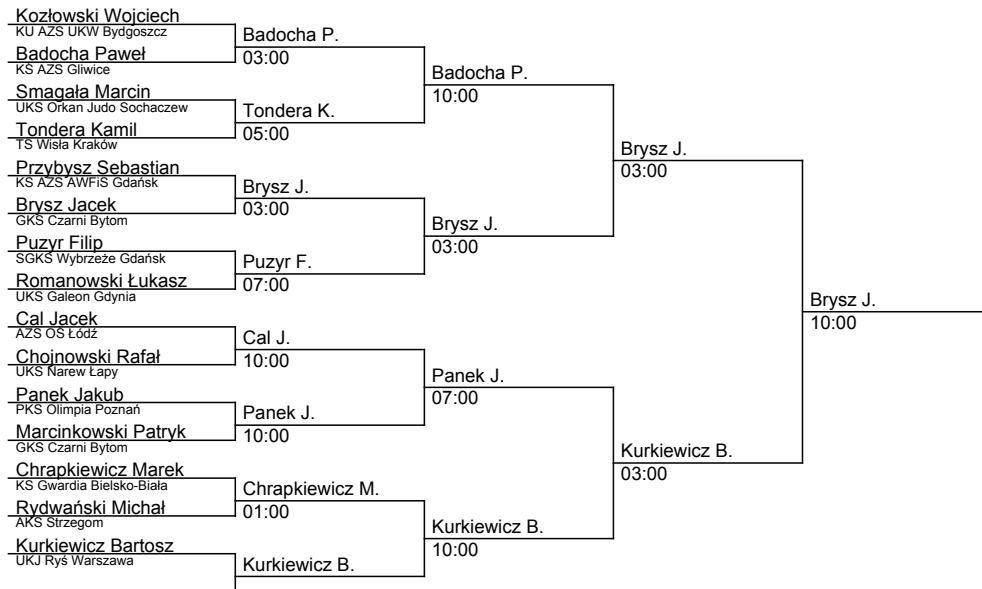 Kozłowski Wojciech
KU AZS UKW Bydgoszcz
Badocha Paweł
KS AZS Gliwice
Smagała Marcin
UKS Orkan Judo Sochaczew
Tondera Kamil
TS Wisła Kraków
Przybysz Sebastian
KS AZS AWFiS Gdańsk
Brysz Jacek
GKS Czarni Bytom
Puzyr Filip
SGKS Wybrzeże Gdańsk
Romanowski Łukasz
UKS Galeon Gdynia
Cal Jacek
AZS OŚ Łódź
Chojnowski Rafał
UKS Narew Łapy
Panek Jakub
PKS Olimpia Poznań
Marcinkowski Patryk
GKS Czarni Bytom
Chrapkiewicz Marek
KS Gwardia Bielsko-Biała
Rydwański Michał
AKS Strzegom
Kurkiewicz Bartosz
UKJ Ryś Warszawa
Badocha P.
03:00
Tondera K.
05:00
Brysz J.
03:00
Puzyr F.
07:00
Cal J.
10:00
Panek J.
10:00
Chrapkiewicz M.
01:00
Kurkiewicz B.
Badocha P.
10:00
Brysz J.
03:00
Panek J.
07:00
Kurkiewicz B.
10:00
Brysz J.
03:00
Kurkiewicz B.
03:00
Brysz J.
10:00